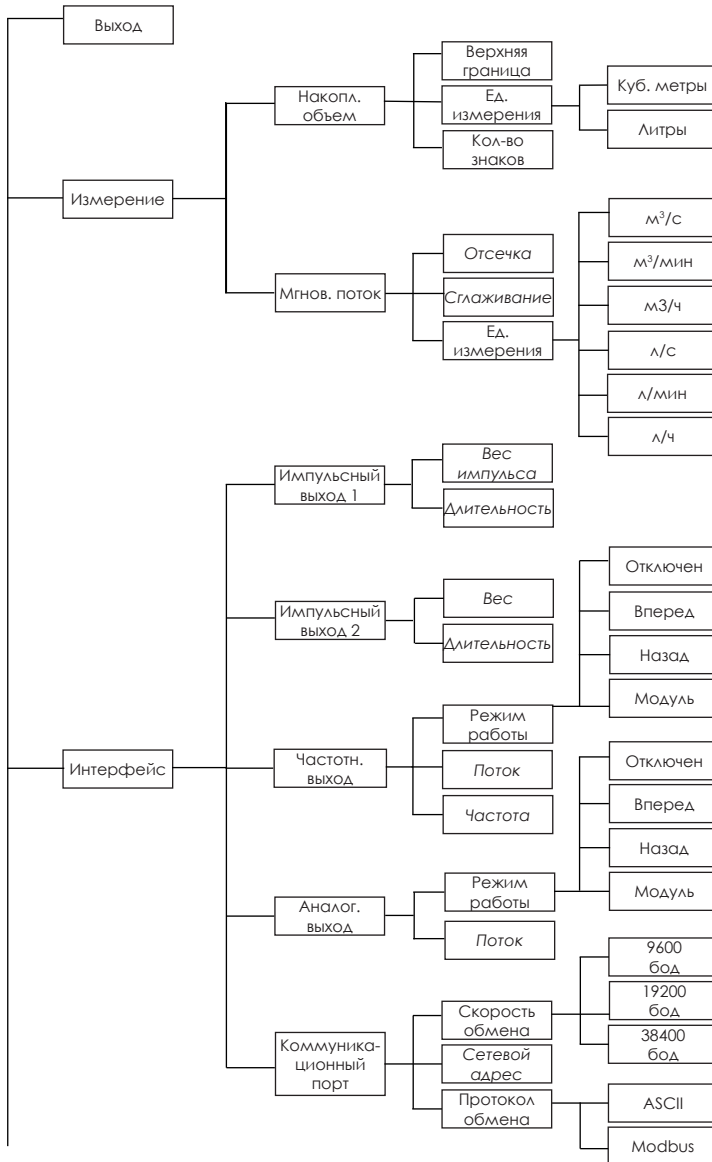 Выход
Измерение
Накопл.
объем
Верхняя
граница
Ед.
измерения
Куб. метры
Литры
Кол-во
знаков
Мгнов. поток
Отсечка
Сглаживание
Ед.
измерения
м³/с
м³/мин
м3/ч
л/с
л/мин
л/ч
Интерфейс
Импульсный
выход 1
Вес
импульса
Длительность
Импульсный
выход 2
Вес
Длительность
Частотн.
выход
Режим
работы
Отключен
Вперед
Назад
Модуль
Поток
Частота
Аналог.
выход
Режим
работы
Отключен
Вперед
Назад
Модуль
Поток
Коммуника-
ционный
порт
Скорость
обмена
9600
бод
19200
бод
38400
бод
Сетевой
адрес
Протокол
обмена
ASCII
Modbus